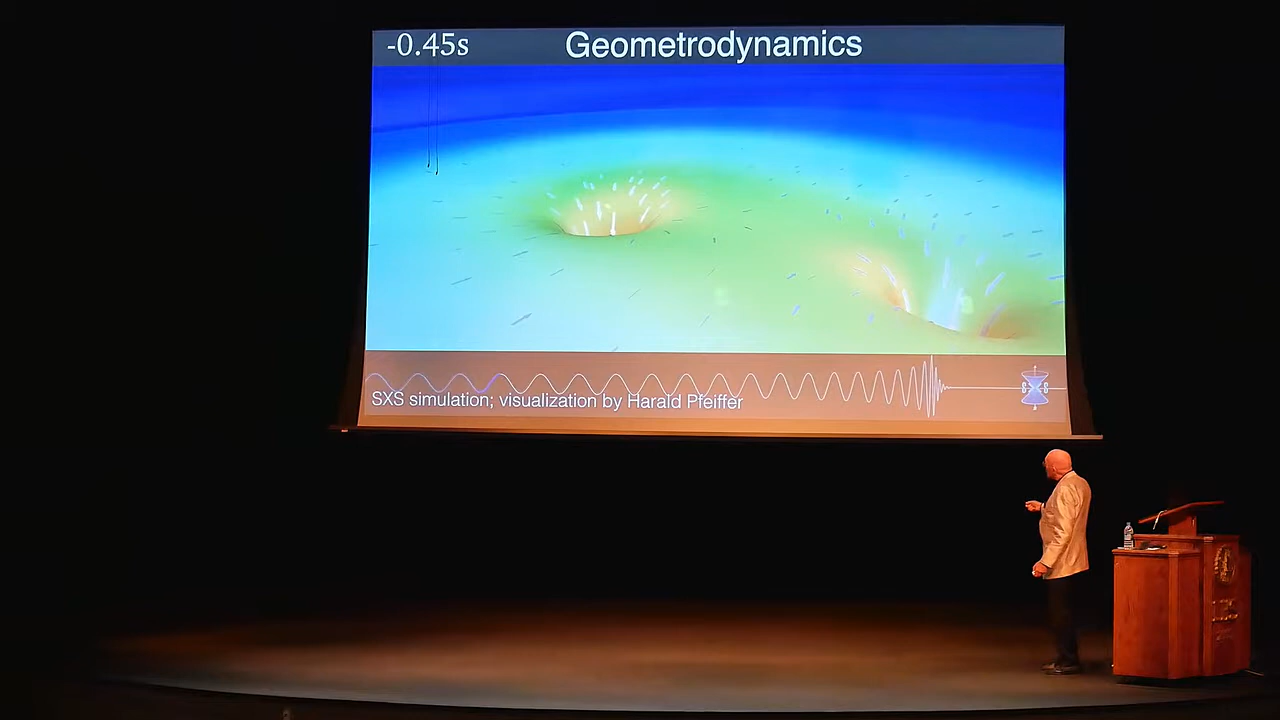 -0.45s
Geometrodynamics
SXS simulation; visualization by Harald Pfeiffer